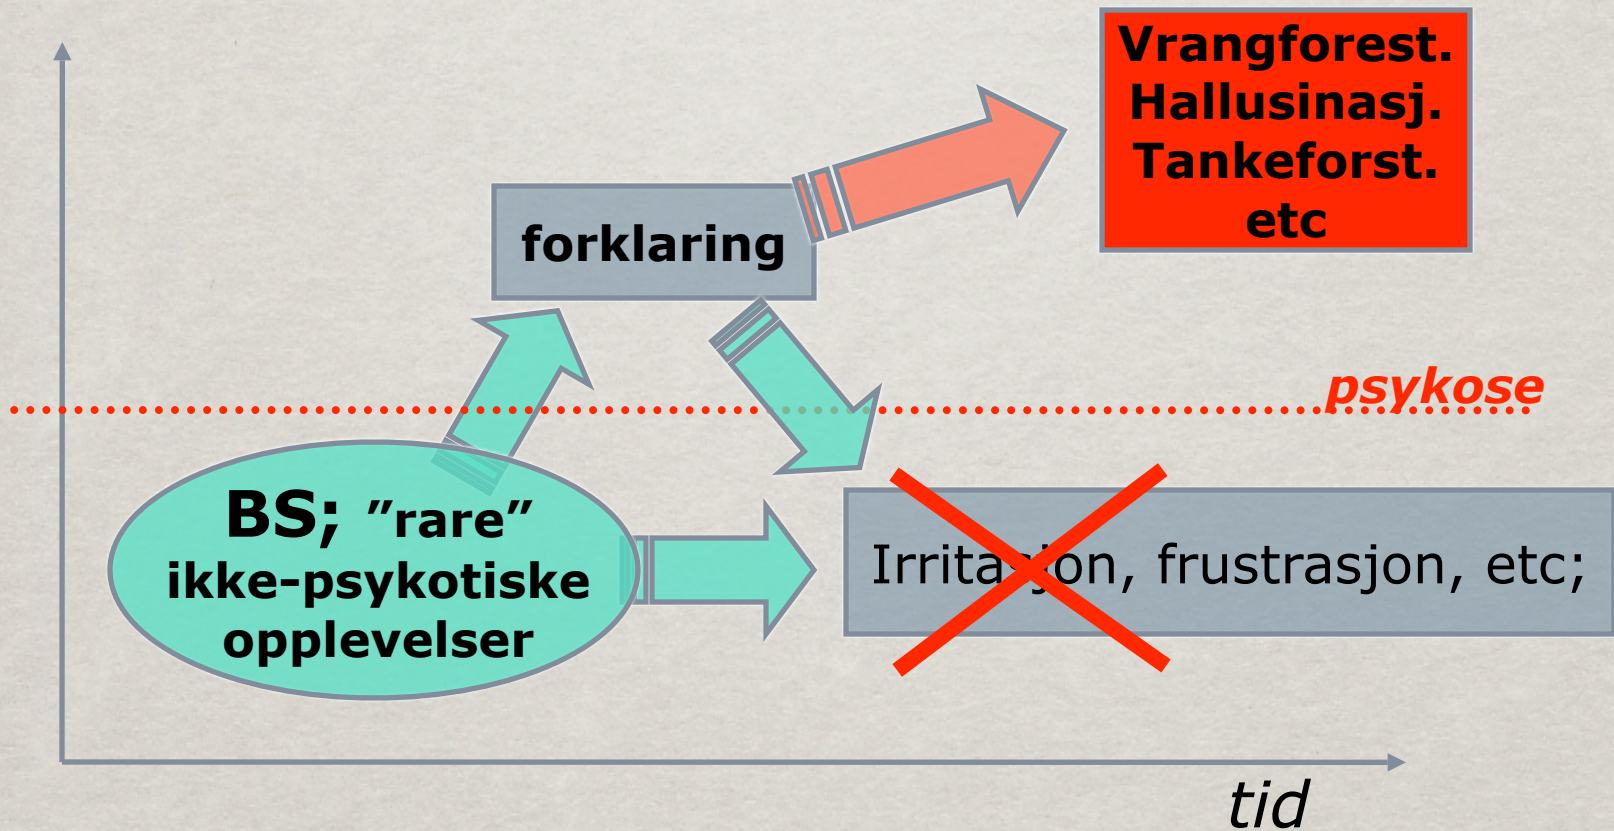 Vrangforest.
Hallusinasj.
Tankeforst.
etc
forklaring
psykose
BS; ”rare”
ikke-psykotiske
opplevelser
Irritasjon, frustrasjon, etc;
tid